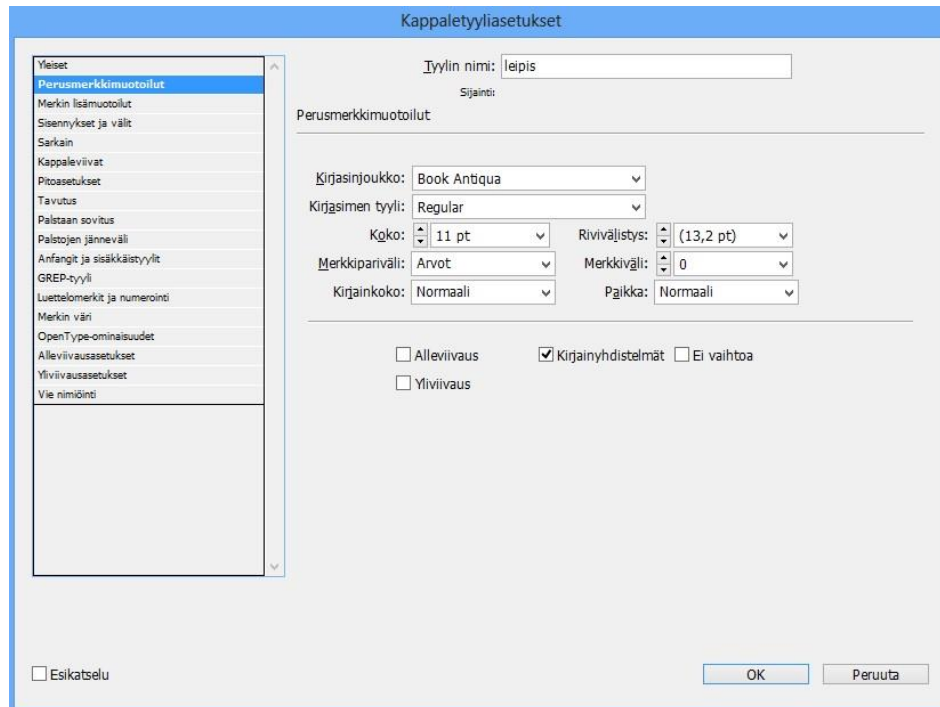 Kappaletyyliasetukset
Yleiset
Perusmerkkimuotoilut
Merkin lisämuotoilut
Sisennykset ja välit
Sarkain
Kappaleviivat
Pitoasetukset
Tavutus
Palstaan sovitus
Palstojen jänneväli
Anfangit ja sisäkkäistyylit
GREP-tyyli
Luettelomerkit ja numerointi
Merkin väri
OpenType-ominaisuudet
Alleviivausasetukset
Yliviivausasetukset
Vie nimiöinti
Tyylin nimi: leipis
Sijainti:
Perusmerkkimuotoilut
Kirjasinjoukko: Book Antiqua
Kirjasimen tyyli: Regular
Koko: 11 pt Rivivälistys: (13,2 pt)
Merkkipariväli: Arvot Merkkiväli: 0
Kirjainkoko: Normaali Paikka: Normaali
Alleviivaus Kirjainyhdistelmät Ei vaihtoa
Yliviivaus
Esikatselu OK Peruuta